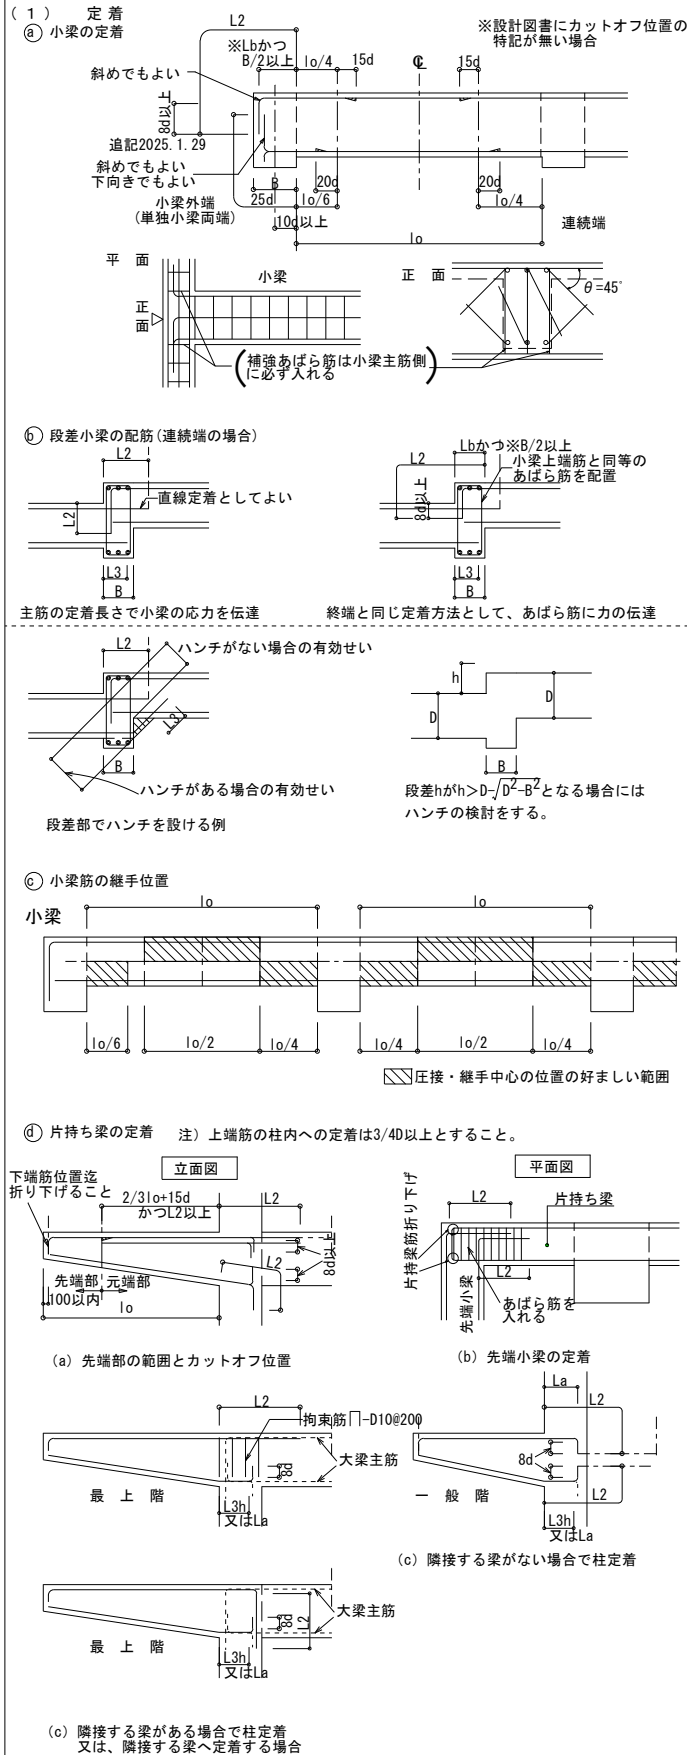 (1) 定着
ⓐ 小梁の定着
L2
※設計図書にカットオフ位置の
特記が無い場合
※Lbかつ
B/2以上
lo/4
15d
℄
15d
斜めでもよい
8d以上
追記2025.1.29
斜めでもよい
下向きでもよい
B
20d
20d
小梁外端
(単独小梁両端)
25d
lo/6
lo/4
10d以上
連続端
lo
平面
小梁
正面
正面
θ=45°
(補強あばら筋は小梁主筋側
に必ず入れる)
ⓑ 段差小梁の配筋(連続端の場合)
L2
直線定着としてよい
L2
L3
B
主筋の定着長さで小梁の応力を伝達
Lbかつ※B/2以上
L2
小梁上端筋と同等の
あばら筋を配置
8d以上
L3
B
終端と同じ定着方法として、あばら筋に力の伝達
L2
ハンチがない場合の有効せい
L3
B
ハンチがある場合の有効せい
段差部でハンチを設ける例
h
D
D
B
段差hがh>D-√D²-B²となる場合には
ハンチの検討をする。
ⓒ 小梁筋の継手位置
小梁
lo
lo
lo/6
lo/2
lo/4
lo/4
lo/2
lo/4
圧接・継手中心の位置の好ましい範囲
ⓓ 片持ち梁の定着 注) 上端筋の柱内への定着は3/4D以上とすること。
立面図
下端筋位置迄
折り下げること
2/3lo+15d
かつL2以上
L2
8d以上
L2
先端部
元端部
100以内
lo
(a) 先端部の範囲とカットオフ位置
平面図
片持梁筋折り下げ
L2
片持ち梁
L2
先端小梁
あばら筋を
入れる
(b) 先端小梁の定着
L2
拘束筋冂-D10@200
大梁主筋
8d
最上階
L3h
又はLa
La
L2
8d
一般階
L2
L3h
又はLa
(c) 隣接する梁がない場合で柱定着
大梁主筋
8d
L2
最上階
L3h
又はLa
(c) 隣接する梁がある場合で柱定着
又は、隣接する梁へ定着する場合